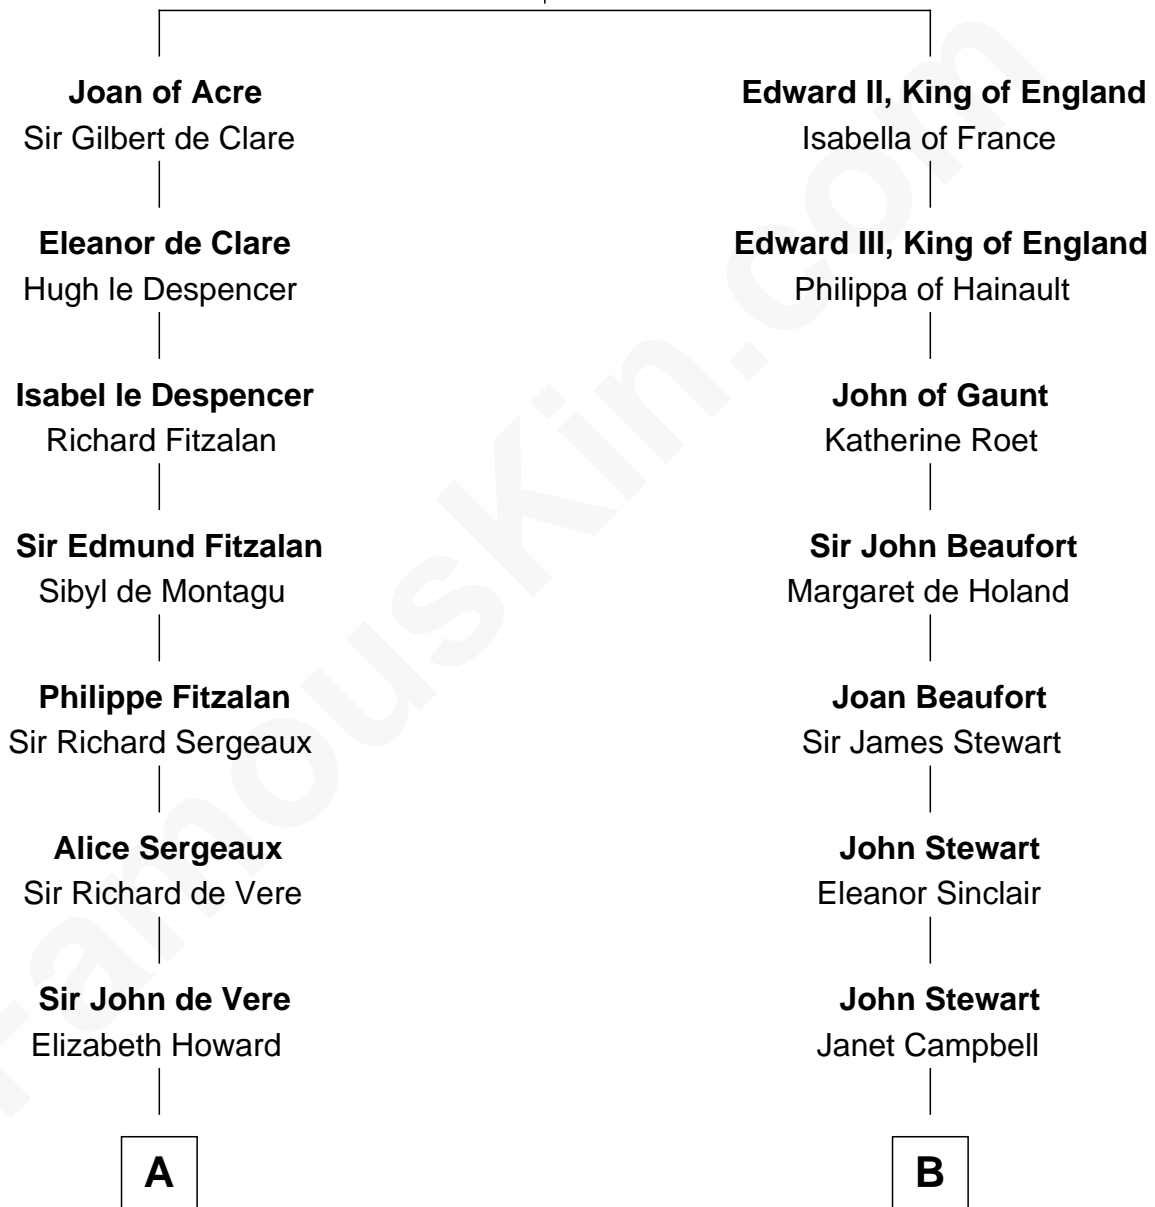 Joan of Acre
Sir Gilbert de Clare
Eleanor de Clare
Hugh le Despencer
Isabel le Despencer
Richard Fitzalan
Sir Edmund Fitzalan
Sibyl de Montagu
Philippe Fitzalan
Sir Richard Sergeaux
Alice Sergeaux
Sir Richard de Vere
Sir John de Vere
Elizabeth Howard
A
Edward II, King of England
Isabella of France
Edward III, King of England
Philippa of Hainault
John of Gaunt
Katherine Roet
Sir John Beaufort
Margaret de Holand
Joan Beaufort
Sir James Stewart
John Stewart
Eleanor Sinclair
John Stewart
Janet Campbell
B
FamousKin.com